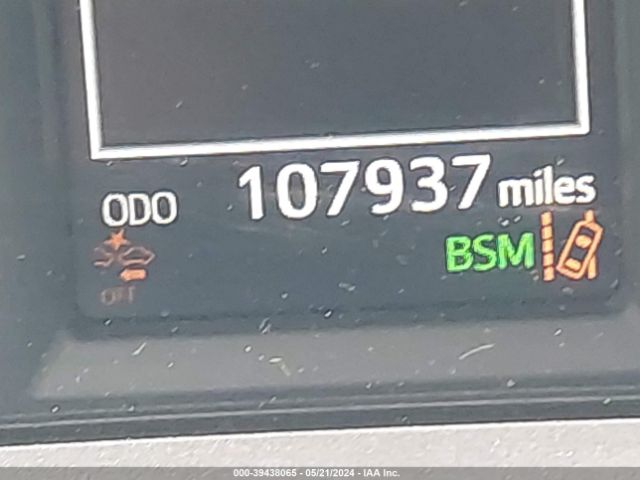 ODO 107937 miles
BSM
OFF
000-39438065 - 05/21/2024 - IAA Inc.